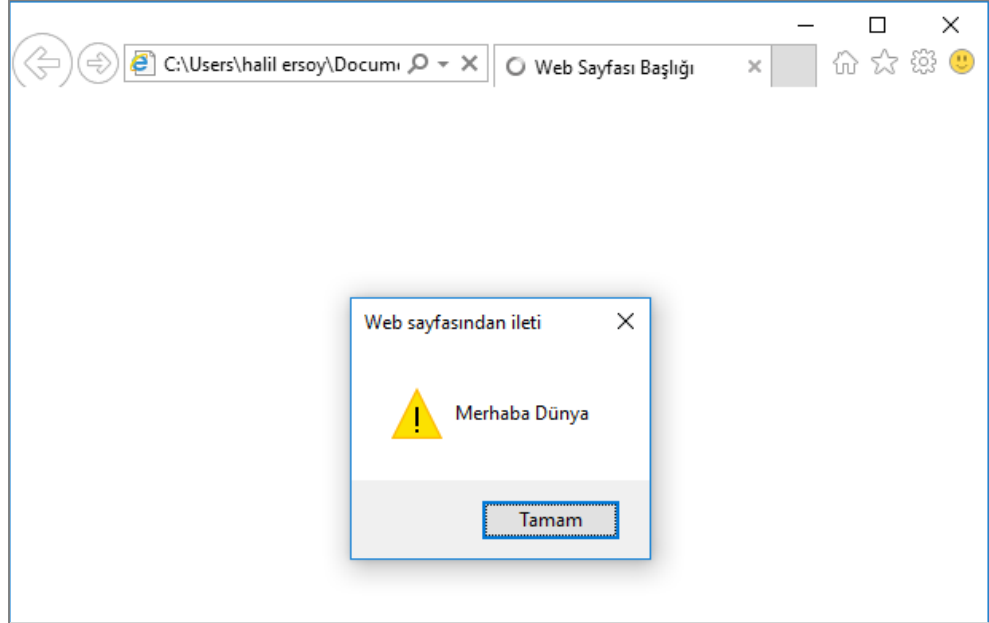 C:\Users\halil ersoy\Docum
Web Sayfası Başlığı
Web sayfasından ileti
Merhaba Dünya
Tamam